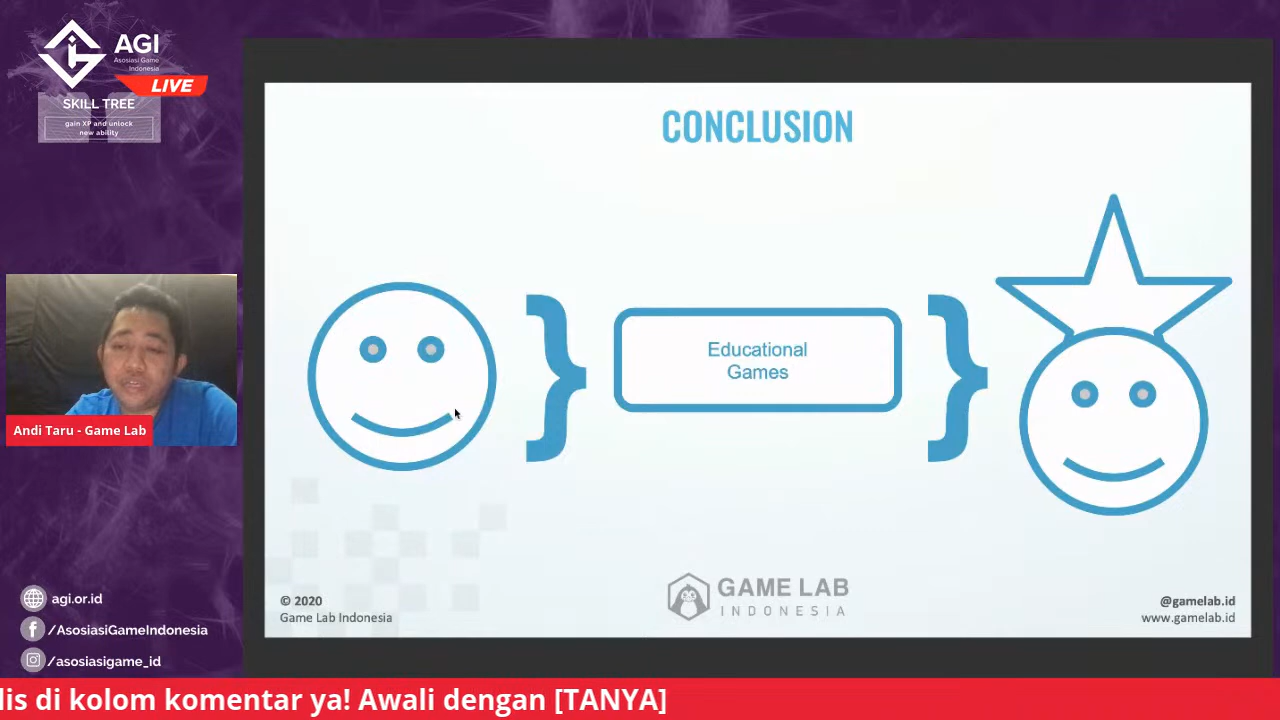 AGI
Asosiasi Game
Indonesia
LIVE
SKILL TREE
gain XP and unlock
new ability
CONCLUSION
Educational
Games
Andi Taru - Game Lab
GAME LAB
INDONESIA
© 2020
Game Lab Indonesia
@gamelab.id
www.gamelab.id
agi.or.id
/AsosiasiGameIndonesia
/asosiasigame_id
di kolom komentar ya! Awali dengan [TANYA]